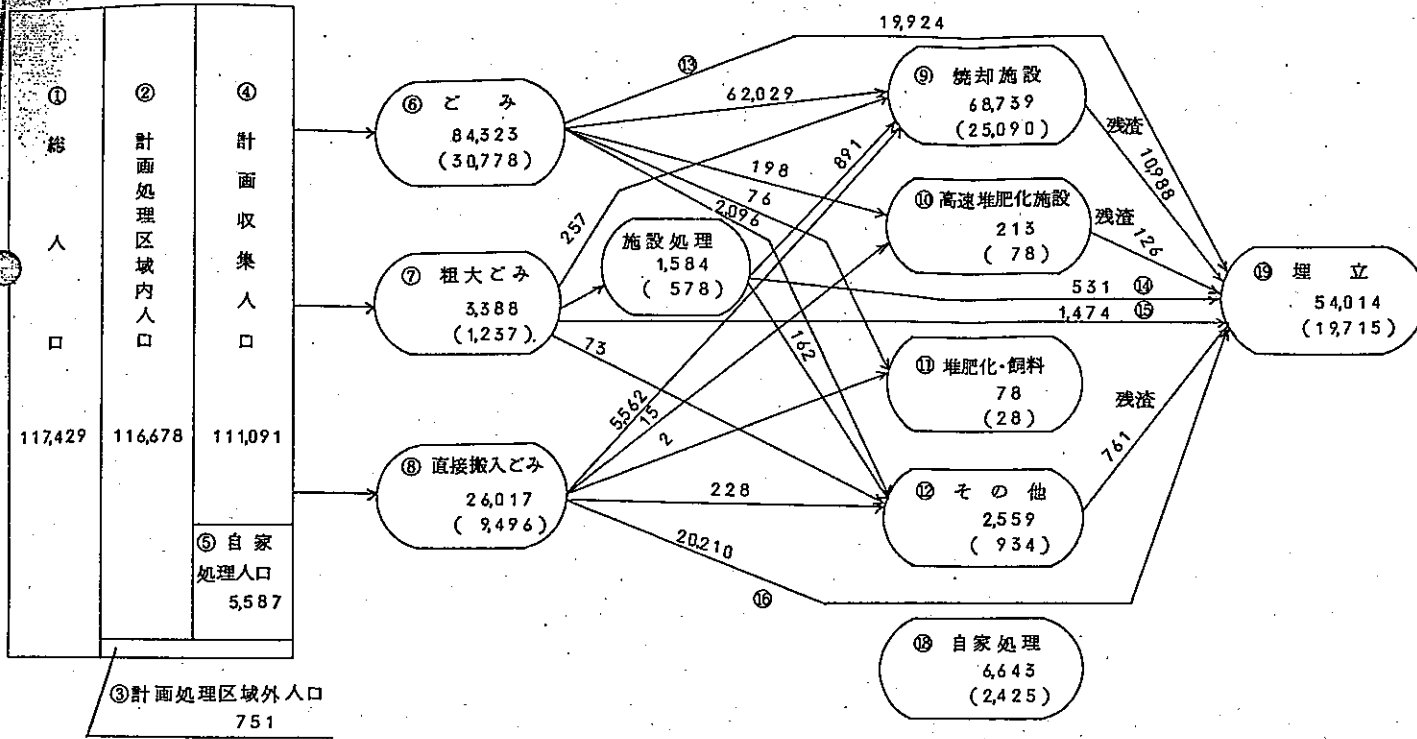 ① 総人口
117,429
② 計画処理区域内人口
116,678
④ 計画収集人口
111,091
⑤ 自家
処理人口
5,587
③計画処理区域外人口
751
⑥ ごみ
84,323
(30,778)
⑦ 粗大ごみ
3,388
(1,237)
⑧ 直接搬入ごみ
26,017
(9,496)
施設処理
1,584
(578)
19,924
⑬
62,029
198
76
2,096
257
891
73
162
5,562
15
2
228
20,210
⑯
⑨ 焼却施設
68,739
(25,090)
⑩ 高速堆肥化施設
213
(78)
⑪ 堆肥化・飼料
78
(28)
⑫ その他
2,559
(934)
⑱ 自家処理
6,643
(2,425)
残渣
10,988
残渣
126
531 ⑭
1,474 ⑮
残渣
761
⑲ 埋立
54,014
(19,715)